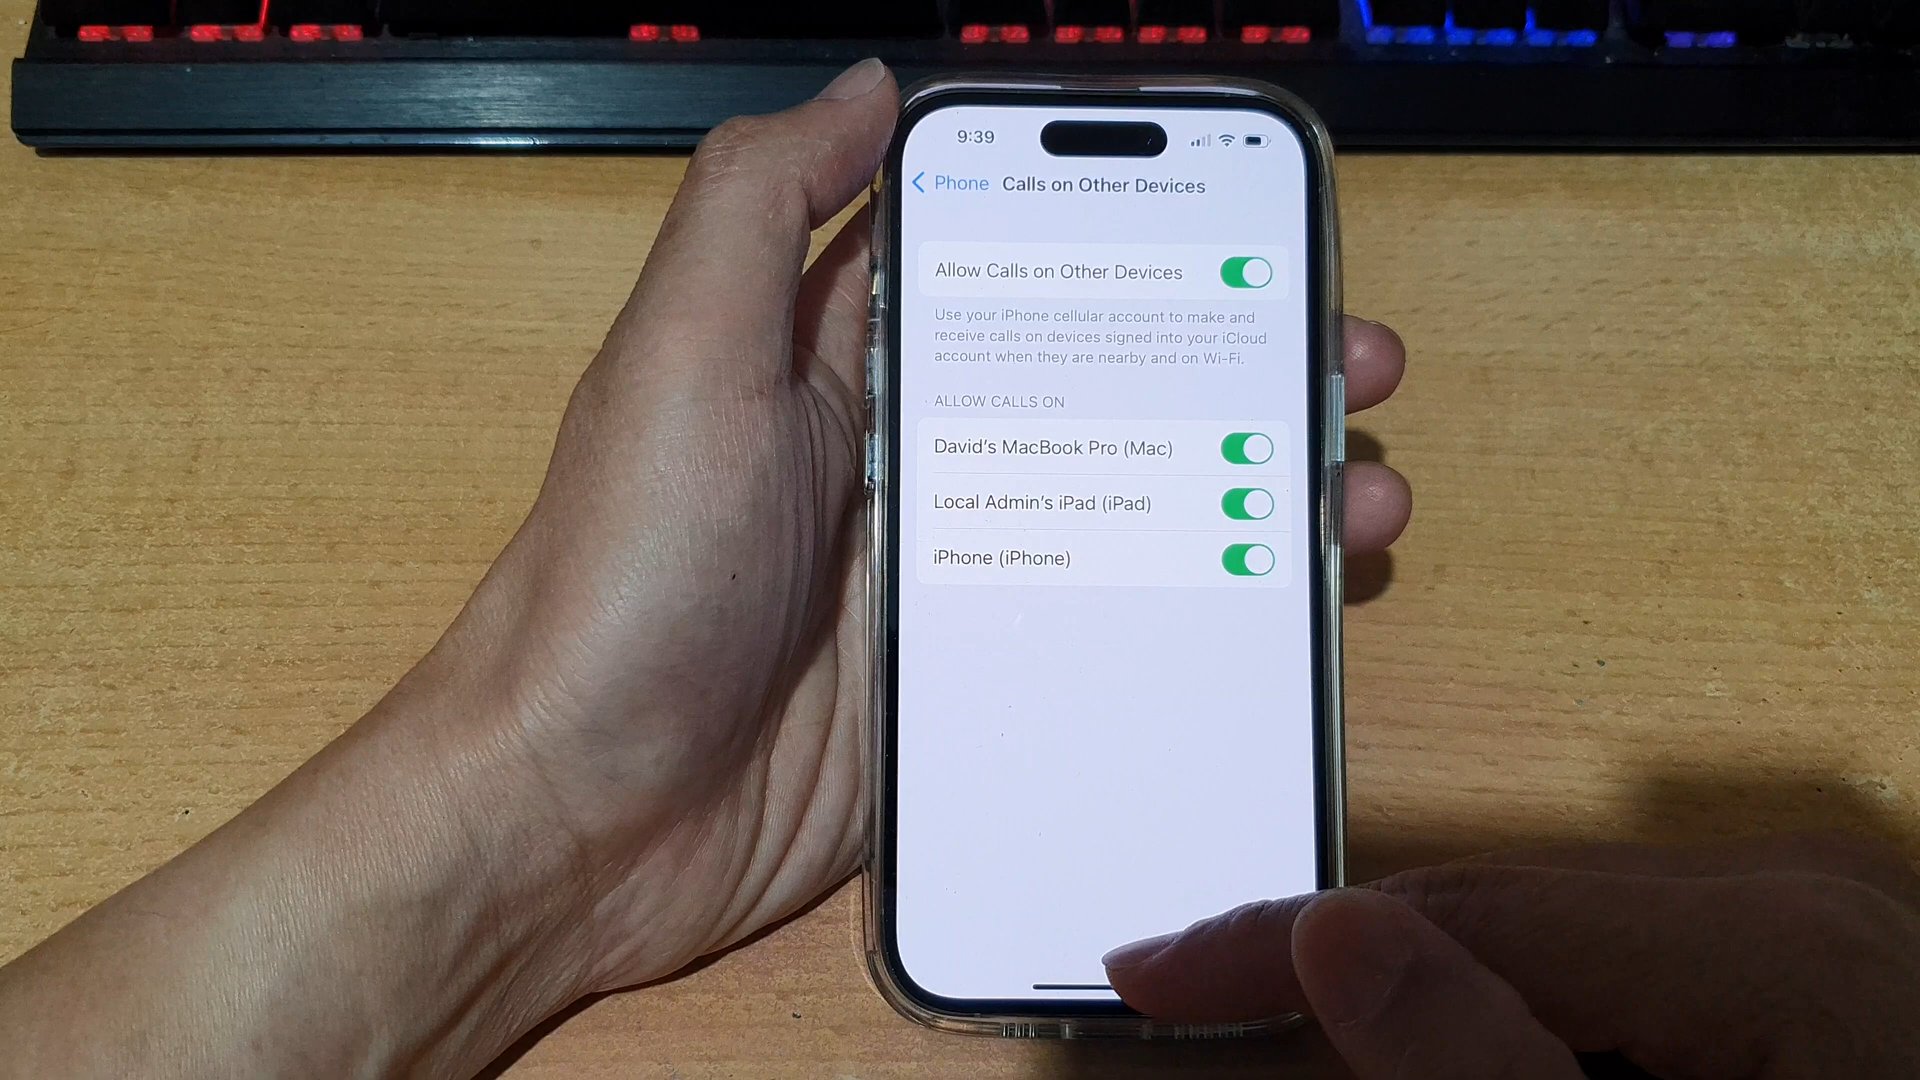 9:39
Phone Calls on Other Devices
Allow Calls on Other Devices
Use your iPhone cellular account to make and
receive calls on devices signed into your iCloud
account when they are nearby and on Wi-Fi.
ALLOW CALLS ON
David's MacBook Pro (Mac)
Local Admin's iPad (iPad)
iPhone (iPhone)